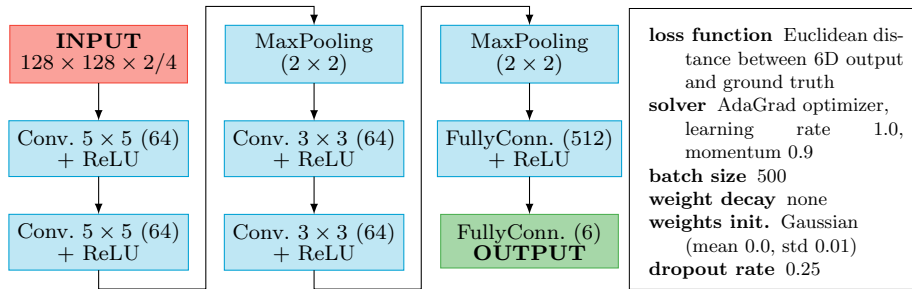 INPUT
128 × 128 × 2/4
Conv. 5 × 5 (64)
+ ReLU
Conv. 5 × 5 (64)
+ ReLU
MaxPooling
(2 × 2)
Conv. 3 × 3 (64)
+ ReLU
Conv. 3 × 3 (64)
+ ReLU
MaxPooling
(2 × 2)
FullyConn. (512)
+ ReLU
FullyConn. (6)
OUTPUT
loss function Euclidean dis-
tance between 6D output
and ground truth
solver AdaGrad optimizer,
learning rate 1.0,
momentum 0.9
batch size 500
weight decay none
weights init. Gaussian
(mean 0.0, std 0.01)
dropout rate 0.25